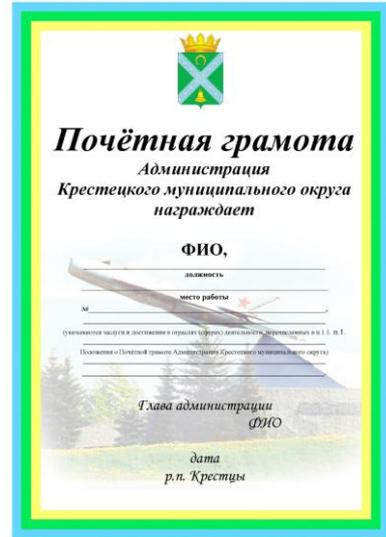 Почётная грамота
Администрация
Крестецкого муниципального округа
награждает
ФИО,
должность
место работы
за
(указываются заслуги и достижения в отраслях (сферах) деятельности, перечисленных в п.1.1. п.1.
Положения о Почётной грамоте Администрации Крестецкого муниципального округа)
Глава администрации
ФИО
дата
р.п. Крестцы